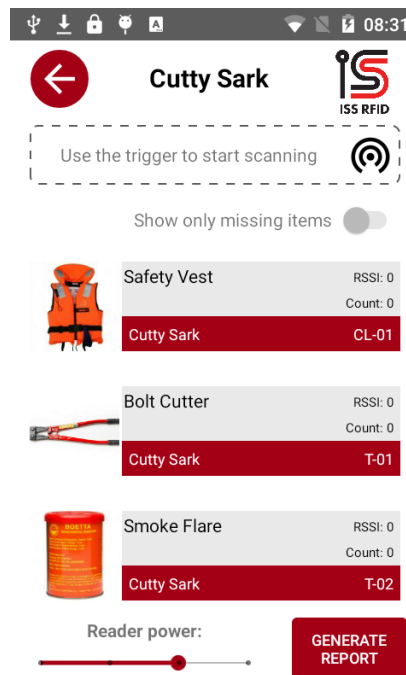 08:31
Cutty Sark
ISS RFID
Use the trigger to start scanning
Show only missing items
Safety Vest
RSSI: 0
Count: 0
Cutty Sark
CL-01
Bolt Cutter
RSSI: 0
Count: 0
Cutty Sark
T-01
DOETTA
Smoke Flare
RSSI: 0
Count: 0
Cutty Sark
T-02
Reader power:
GENERATE
REPORT